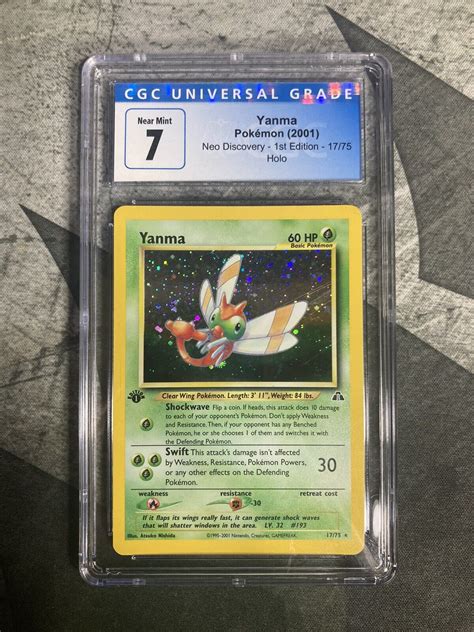 CGC UNIVERSAL GRADE
Near Mint
7
Yanma
Pokémon (2001)
Neo Discovery - 1st Edition - 17/75
Holo
Yanma
60 HP
Basic Pokémon
Clear Wing Pokémon. Length: 3' 11", Weight: 84 lbs.
Shockwave Flip a coin. If heads, this attack does 10 damage
to each of your opponent's Pokémon. Don't apply Weakness
and Resistance. Then, if your opponent has any Benched
Pokémon, he or she chooses 1 of them and switches it with
the Defending Pokémon.
Swift This attack's damage isn't affected
by Weakness, Resistance, Pokémon Powers,
or any other effects on the Defending
Pokémon.
30
weakness
resistance
retreat cost
-30
If it flaps its wings really fast, it can generate shock waves
that will shatter windows in the area. LV. 32 #193
Illus. Atsuko Nishida
©1995-2001 Nintendo, Creatures, GAMEFREAK.
17/75 ★